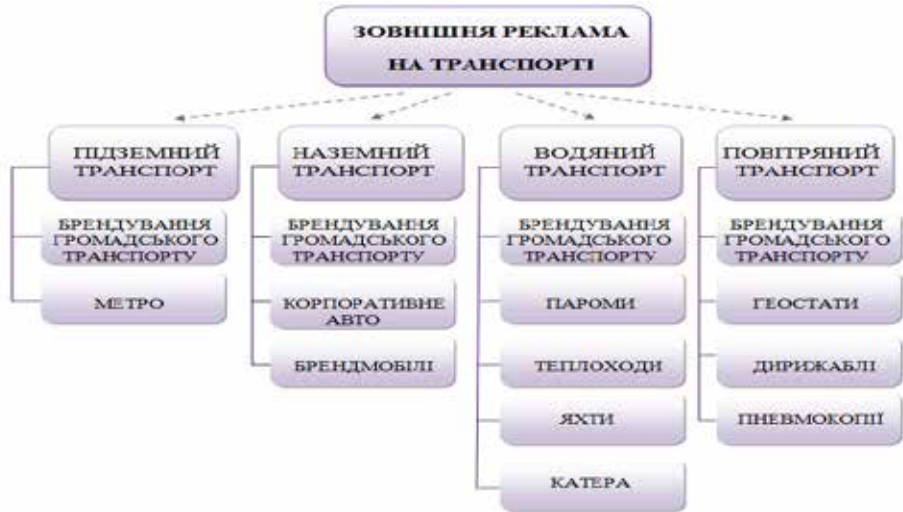 ЗОВНІШНЯ РЕКЛАМА
НА ТРАНСПОРТІ
ПІДЗЕМНИЙ
ТРАНСПОРТ
БРЕНДУВАННЯ
ГРОМАДСЬКОГО
ТРАНСПОРТУ
МЕТРО
НАЗЕМНИЙ
ТРАНСПОРТ
БРЕНДУВАННЯ
ГРОМАДСЬКОГО
ТРАНСПОРТУ
КОРПОРАТИВНЕ
АВТО
БРЕНДМОБІЛІ
ВОДЯНИЙ
ТРАНСПОРТ
БРЕНДУВАННЯ
ГРОМАДСЬКОГО
ТРАНСПОРТУ
ПАРОМИ
ТЕПЛОХОДИ
ЯХТИ
КАТЕРА
ПОВІТРЯНИЙ
ТРАНСПОРТ
БРЕНДУВАННЯ
ГРОМАДСЬКОГО
ТРАНСПОРТУ
ГЕОСТАТИ
ДИРИЖАБЛІ
ПНЕВМОКОПІЇ